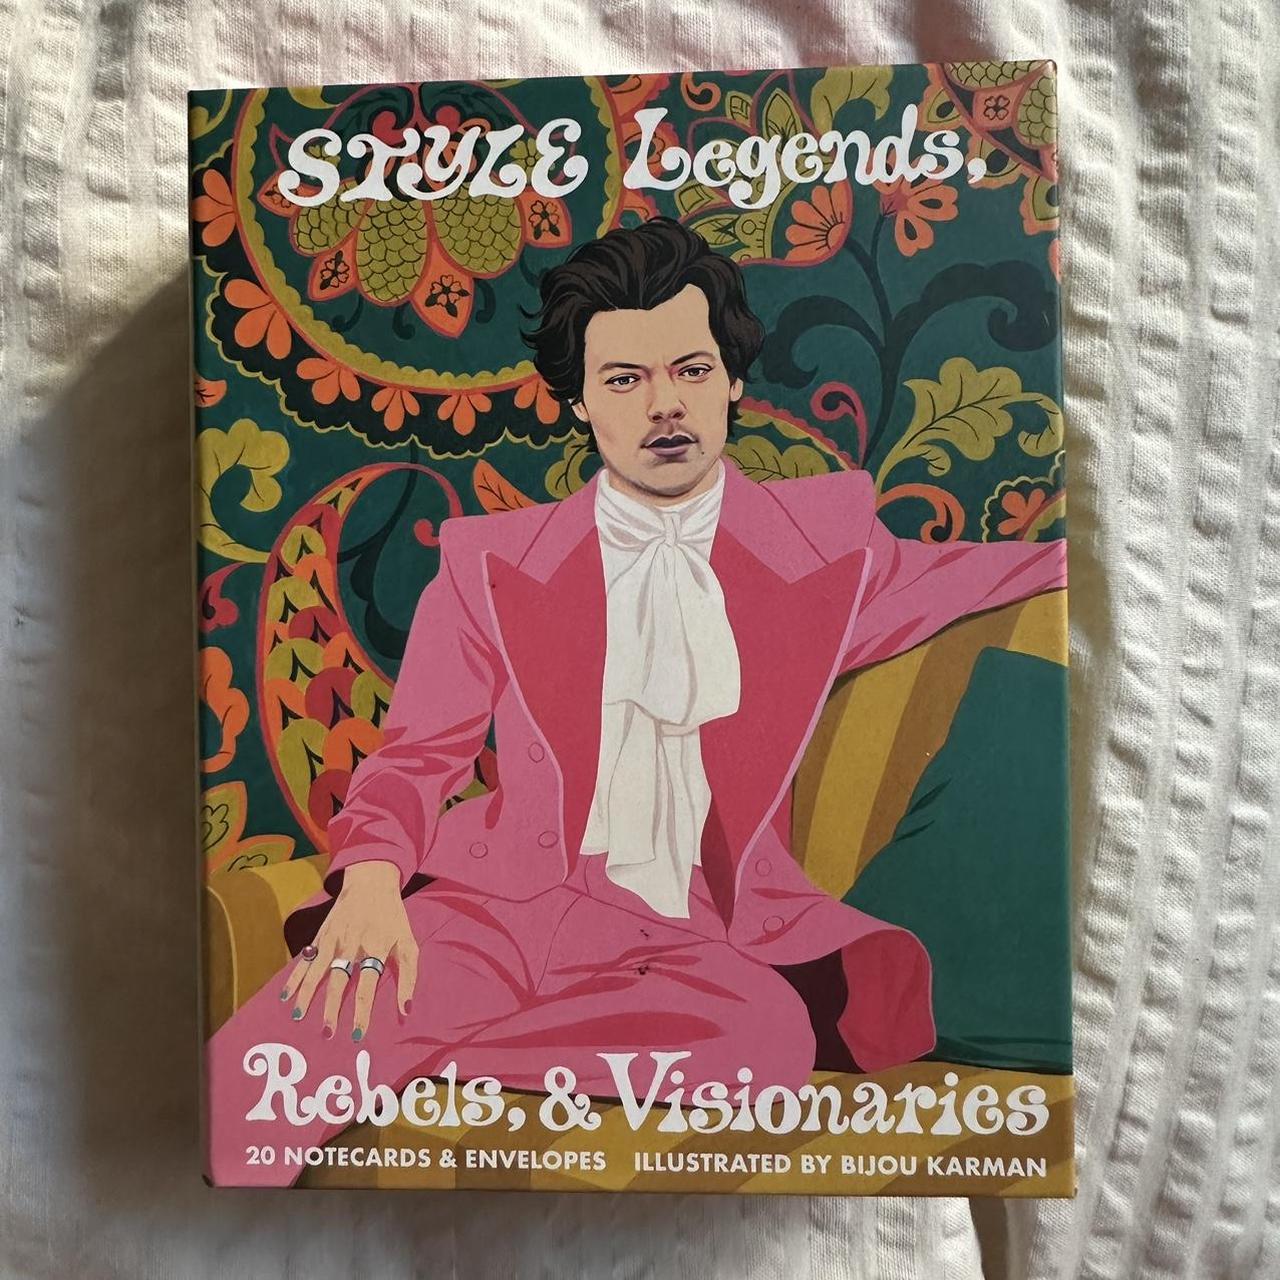 STYLE Legends,
Rebels, & Visionaries
20 NOTECARDS & ENVELOPES ILLUSTRATED BY BIJOU KARMAN